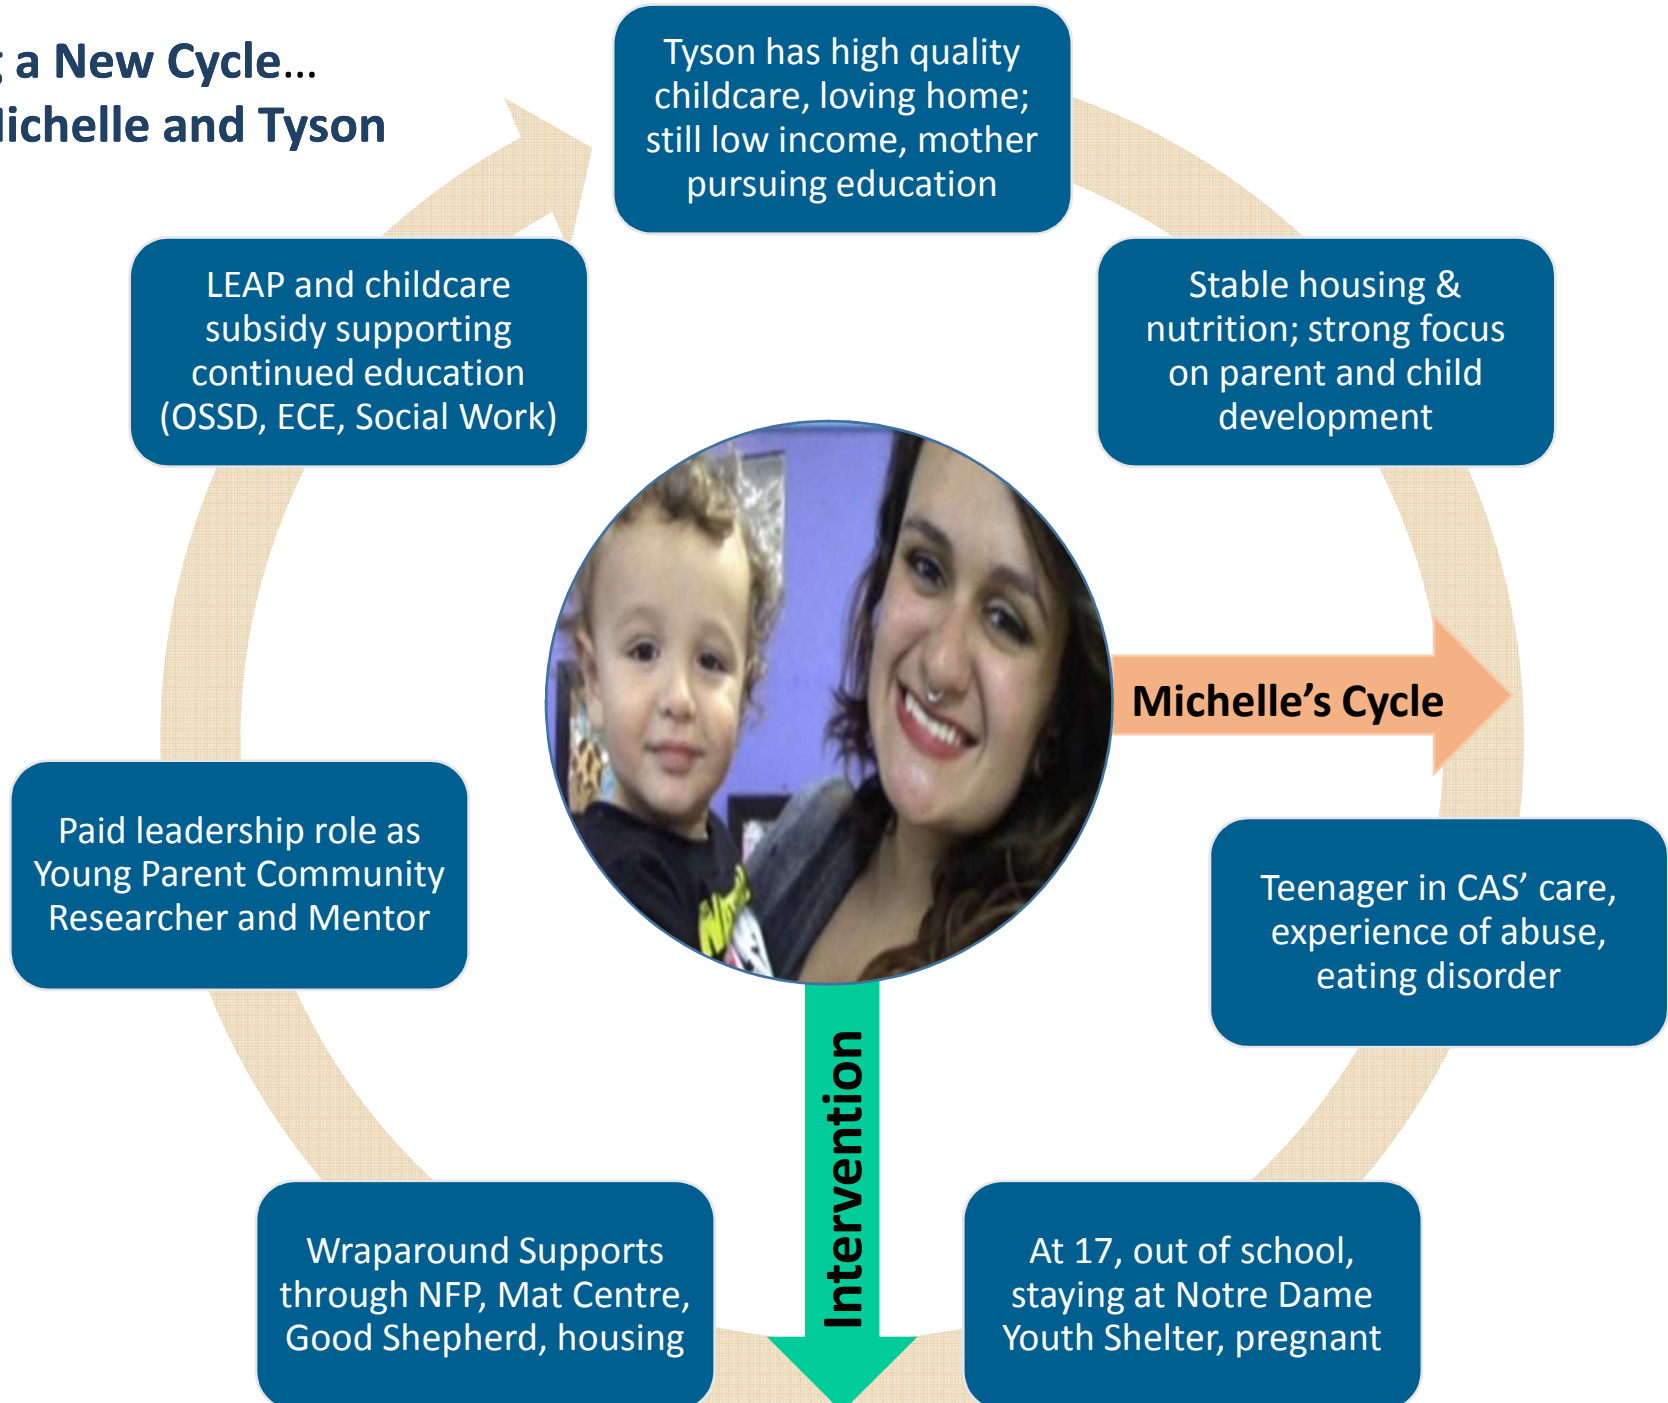 g a New Cycle…
Michelle and Tyson
Tyson has high quality
childcare, loving home;
still low income, mother
pursuing education
Stable housing &
nutrition; strong focus
on parent and child
development
Michelle’s Cycle
Teenager in CAS’ care,
experience of abuse,
eating disorder
At 17, out of school,
staying at Notre Dame
Youth Shelter, pregnant
Intervention
Wraparound Supports
through NFP, Mat Centre,
Good Shepherd, housing
Paid leadership role as
Young Parent Community
Researcher and Mentor
LEAP and childcare
subsidy supporting
continued education
(OSSD, ECE, Social Work)